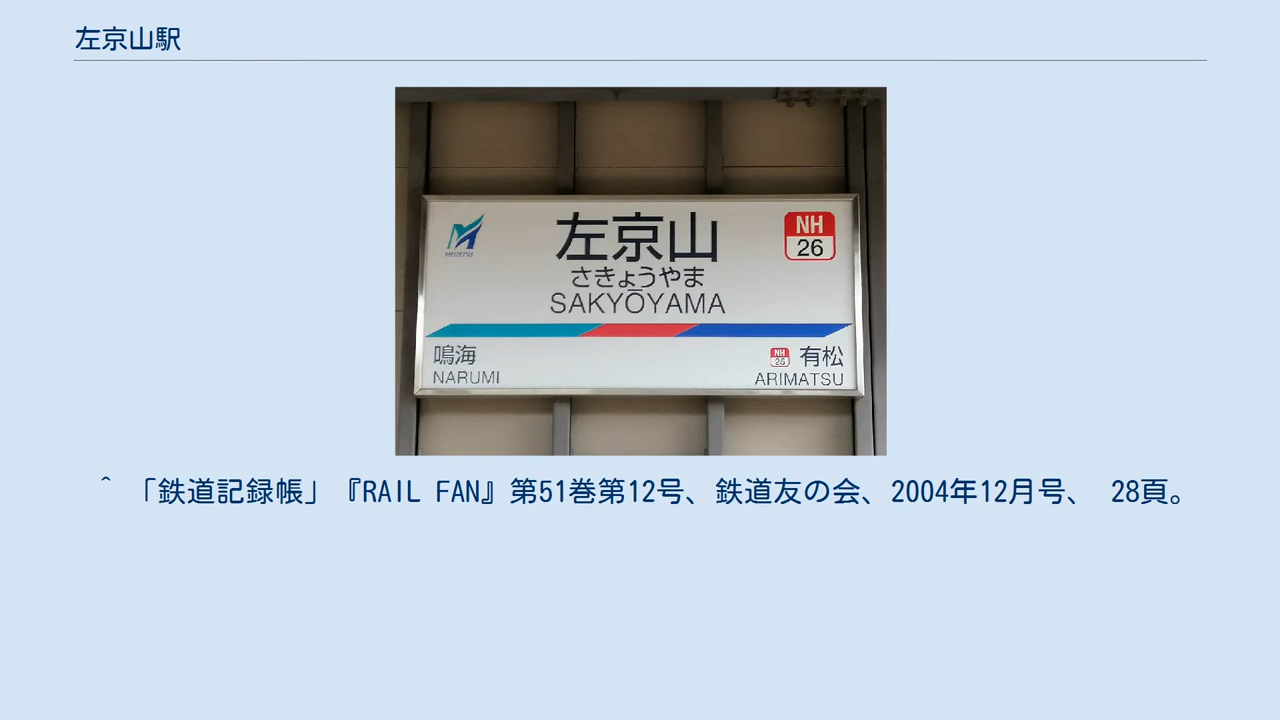 左京山駅
MEITETSU
左京山
NH
26
さきょうやま
SAKYŌYAMA
鳴海
NARUMI
NH
25
有松
ARIMATSU
^ 「鉄道記録帳」『RAIL FAN』第51巻第12号、鉄道友の会、2004年12月号、 28頁。